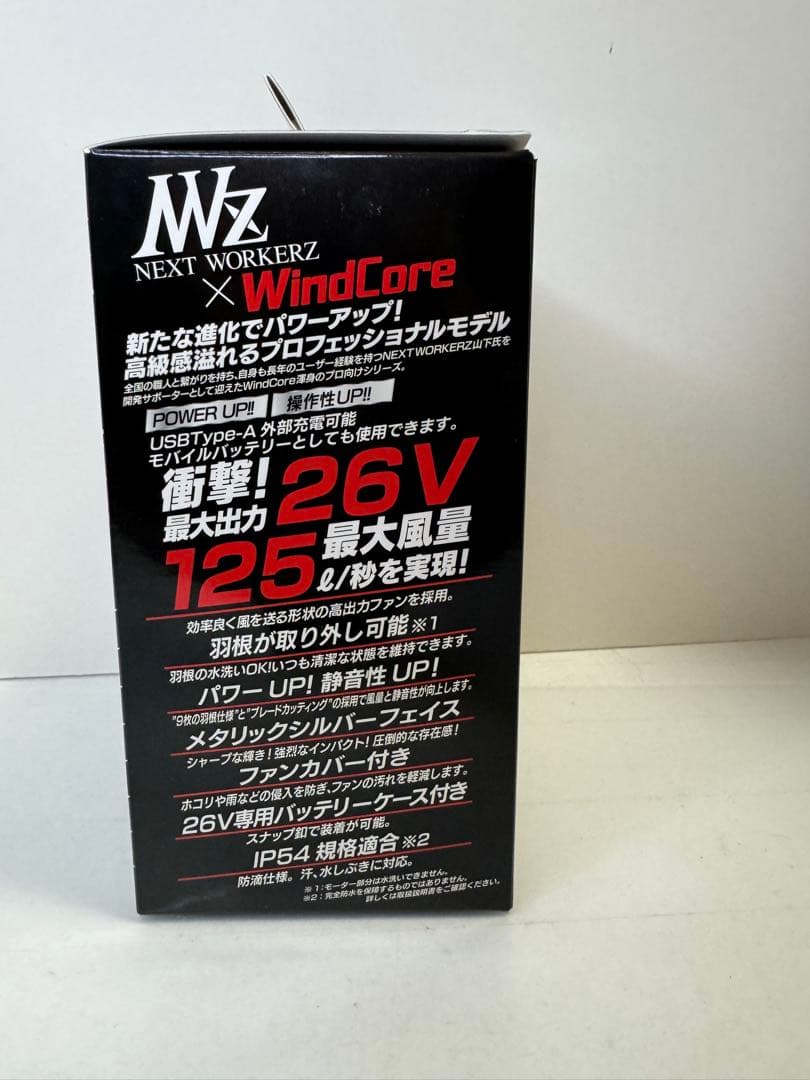 NWZ
NEXT WORKERZ
×WindCore
新たな進化でパワーアップ!
高級感溢れるプロフェッショナルモデル
全国の職人と繋がりを持ち、自身も長年のユーザー経験を持つNEXT WORKERZ山下氏を
開発サポーターとして迎えたWindCore渾身のプロ向けシリーズ。
POWER UP!!
操作性UP!!
USBType-A 外部充電可能
モバイルバッテリーとしても使用できます。
衝撃!
最大出力 26V
最大風量
125ℓ/秒を実現!
効率良く風を送る形状の高出力ファンを採用。
羽根が取り外し可能※1
羽根の水洗いOK!いつも清潔な状態を維持できます。
パワーUP! 静音性UP!
"9枚の羽根仕様"と"ブレードカッティング"の採用で風量と静音性が向上します。
メタリックシルバーフェイス
シャープな輝き!強烈なインパクト!圧倒的な存在感!
ファンカバー付き
ホコリや雨などの侵入を防ぎ、ファンの汚れを軽減します。
26V専用バッテリーケース付き
スナップ釦で装着が可能。
IP54 規格適合※2
防滴仕様。汗、水しぶきに対応。
※1:モーター部分は水洗いできません。
※2:完全防水を保障するものではありません。
詳しくは取扱説明書をご確認ください。